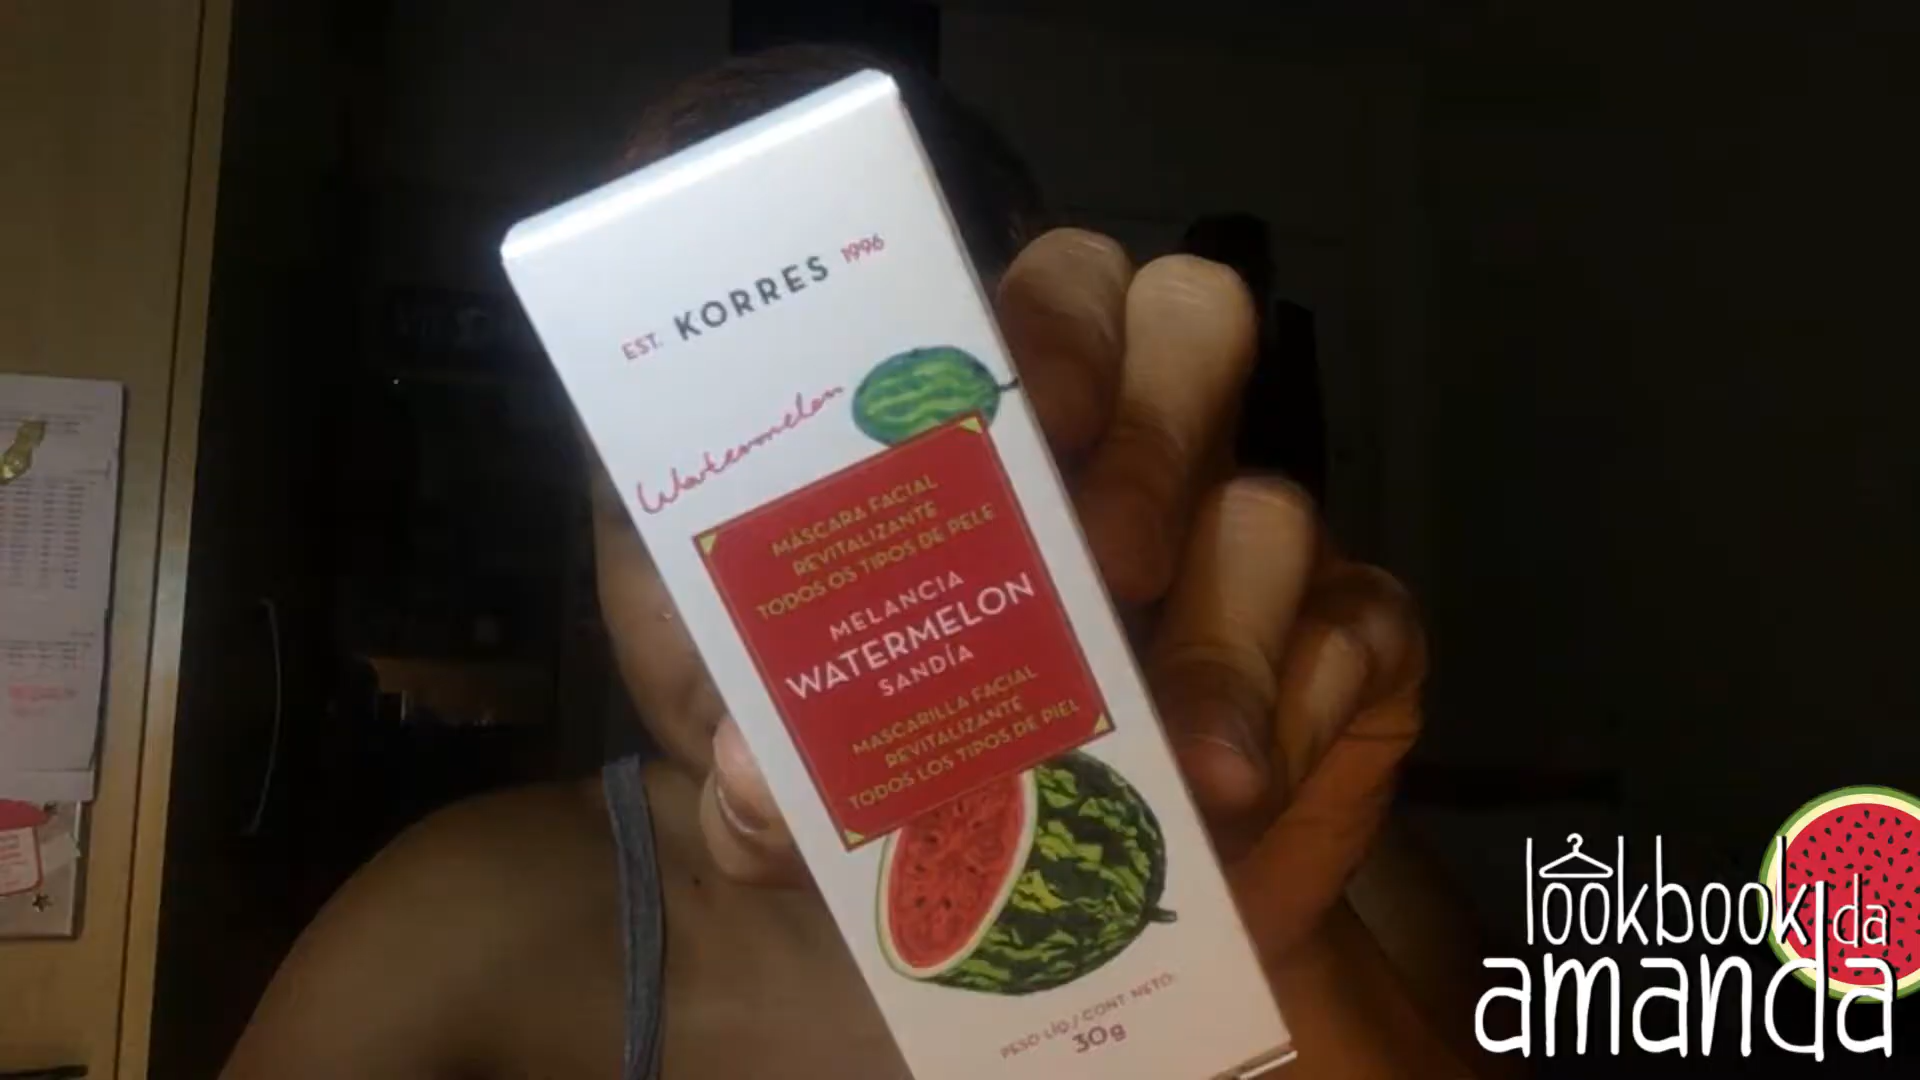 EST. KORRES 1996
Watermelon
MÁSCARA FACIAL
REVITALIZANTE
TODOS OS TIPOS DE PELE
MELANCIA
WATERMELON
SANDÍA
MASCARILLA FACIAL
REVITALIZANTE
TODOS LOS TIPOS DE PIEL
PESO LÍQ / CONT. NETO:
30g
lookbook da
amanda